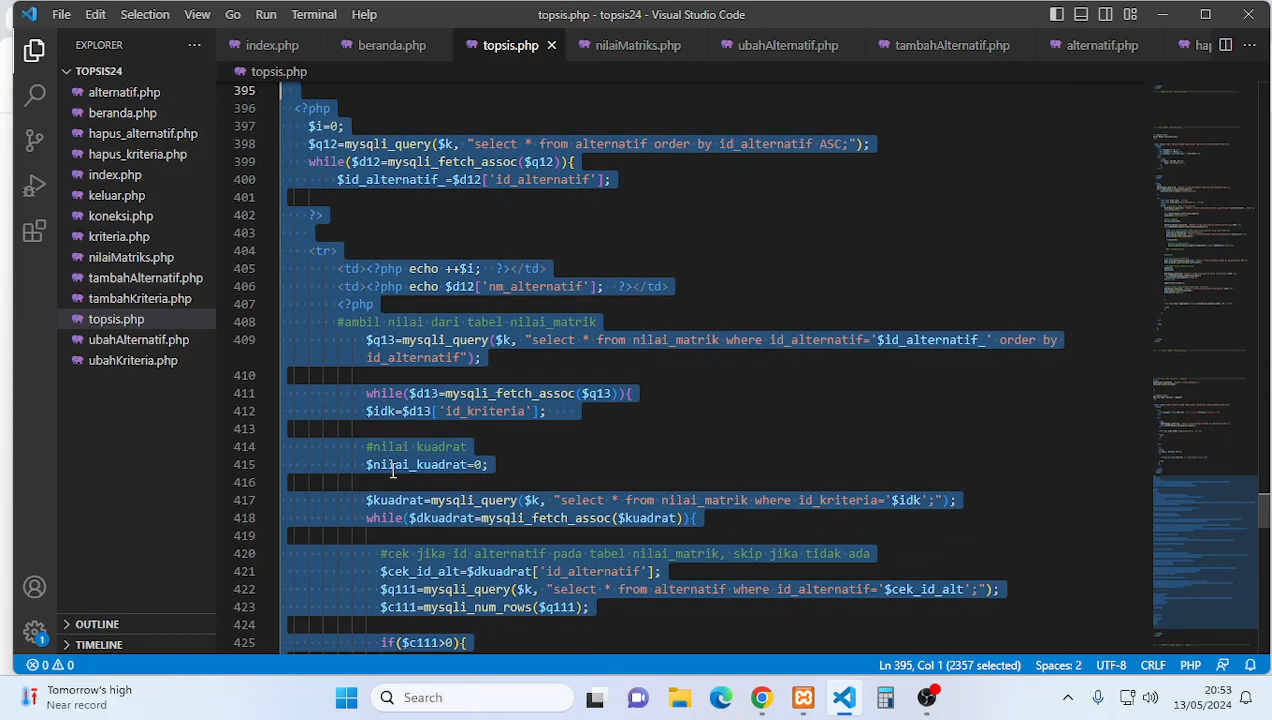 File Edit Selection View Go Run Terminal Help topsis.php - topsis24 - Visual Studio Code
EXPLORER ... index.php beranda.php topsis.php nilaiMatriks.php ubahAlternatif.php tambahAlternatif.php alternatif.php hap
TOPSIS24
topsis.php
alternatif.php
beranda.php
hapus_alternatif.php
hapus_kriteria.php
index.php
keluar.php
koneksi.php
kriteria.php
nilaiMatriks.php
tambAlternatif.php
tambahKriteria.php
topsis.php
ubahAlternatif.php
ubahKriteria.php
OUTLINE
TIMELINE
395
396 <?php
397 $i=0;
398 $q12=mysqli_query($k, "select * from alternatif order by id_alternatif ASC;");
399 while($d12=mysqli_fetch_assoc($q12)){
400 $id_alternatif_=$d12['id_alternatif'];
401
402 ?>
403
404 <tr>
405 <td><?php echo ++$i; ?></td>
406 <td><?php echo $d12['nm_alternatif']; ?></td>
407 <?php
408 #ambil nilai dari tabel nilai_matrik
409 $q13=mysqli_query($k, "select * from nilai_matrik where id_alternatif='$id_alternatif_' order by
id_alternatif");
410
411 while($d13=mysqli_fetch_assoc($q13)){
412 $idk=$d13['id_kriteria'];
413
414 #nilai kuadrat
415 $nilai_kuadrat=0;
416
417 $kuadrat=mysqli_query($k, "select * from nilai_matrik where id_kriteria='$idk';");
418 while($dkuadrat=mysqli_fetch_assoc($kuadrat)){
419
420 #cek jika id alternatif pada tabel nilai_matrik, skip jika tidak ada
421 $cek_id_alt=$dkuadrat['id_alternatif'];
422 $q111=mysqli_query($k, "select * from alternatif where id_alternatif='$cek_id_alt';");
423 $c111=mysqli_num_rows($q111);
424
425 if($c111>0){
1
0 0 Ln 395, Col 1 (2357 selected) Spaces: 2 UTF-8 CRLF PHP
Tomorrow's high
Near record
Search
20:53
13/05/2024